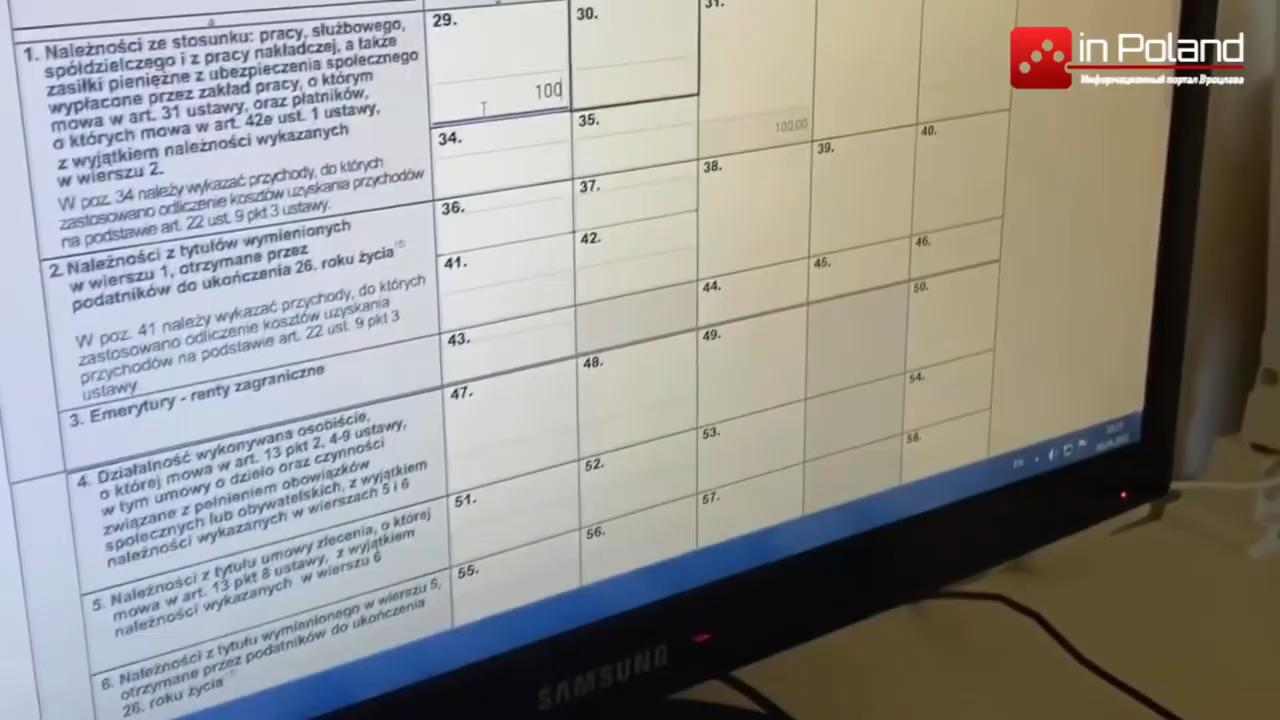 in Poland
Информационный портал Вроцлава
29.
30.
31.
1. Należności ze stosunku: pracy, służbowego,
spółdzielczego i z pracy nakładczej, a także
zasiłki pieniężne z ubezpieczenia społecznego
wypłacone przez zakład pracy, o którym
mowa w art. 31 ustawy, oraz płatników,
o których mowa w art. 42e ust. 1 ustawy,
z wyjątkiem należności wykazanych
w wierszu 2.
100
100,00
34.
35.
W poz. 34 należy wykazać przychody, do których
zastosowano odliczenie kosztów uzyskania przychodów
na podstawie art. 22 ust. 9 pkt 3 ustawy.
36.
37.
38.
39.
40.
2. Należności z tytułów wymienionych
w wierszu 1, otrzymane przez
podatników do ukończenia 26. roku życia
41.
42.
W poz. 41 należy wykazać przychody, do których
zastosowano odliczenie kosztów uzyskania
przychodów na podstawie art. 22 ust. 9 pkt 3
ustawy
43.
44.
45.
46.
3. Emerytury - renty zagraniczne
47.
48.
49.
50.
4. Działalność wykonywana osobiście,
o której mowa w art. 13 pkt 2, 4-9 ustawy,
w tym umowy o dzieło oraz czynności
związane z pełnieniem obowiązków
społecznych lub obywatelskich, z wyjątkiem
należności wykazanych w wierszach 5 i 6
51.
52.
53.
54.
5. Należności z tytułu umowy zlecenia, o której
mowa w art. 13 pkt 8 ustawy, z wyjątkiem
należności wykazanych w wierszu 6
55.
56.
57.
58.
6. Należności z tytułu wymienionego w wierszu 5,
otrzymane przez podatników do ukończenia
26. roku życia
EN
SAMSUNG